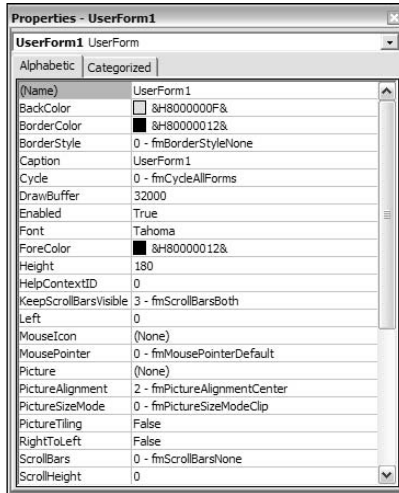 Properties - UserForm1
UserForm1 UserForm
Alphabetic Categorized
(Name) UserForm1
BackColor &H8000000F&
BorderColor &H80000012&
BorderStyle 0 - fmBorderStyleNone
Caption UserForm1
Cycle 0 - fmCycleAllForms
DrawBuffer 32000
Enabled True
Font Tahoma
ForeColor &H80000012&
Height 180
HelpContextID 0
KeepScrollBarsVisible 3 - fmScrollBarsBoth
Left 0
MouseIcon (None)
MousePointer 0 - fmMousePointerDefault
Picture (None)
PictureAlignment 2 - fmPictureAlignmentCenter
PictureSizeMode 0 - fmPictureSizeModeClip
PictureTiling False
RightToLeft False
ScrollBars 0 - fmScrollBarsNone
ScrollHeight 0